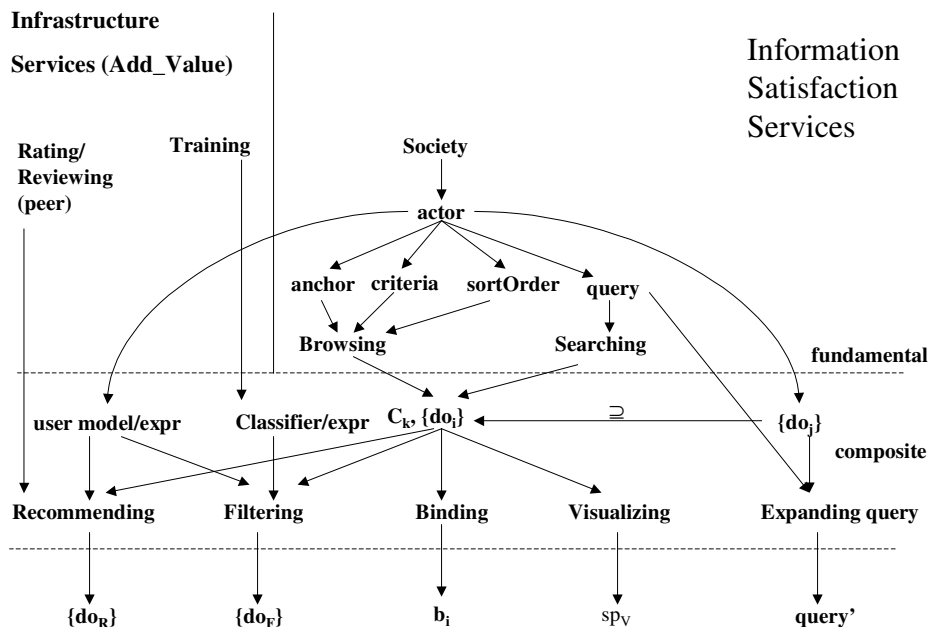 Infrastructure
Services (Add_Value)
Information
Satisfaction
Services
Rating/
Reviewing
(peer)
Training
Society
actor
anchor criteria sortOrder query
Browsing Searching
fundamental
user model/expr Classifier/expr Cₖ, {doᵢ} ⊇ {doⱼ}
composite
Recommending Filtering Binding Visualizing Expanding query
{do_R} {do_F} bᵢ sp_V query’